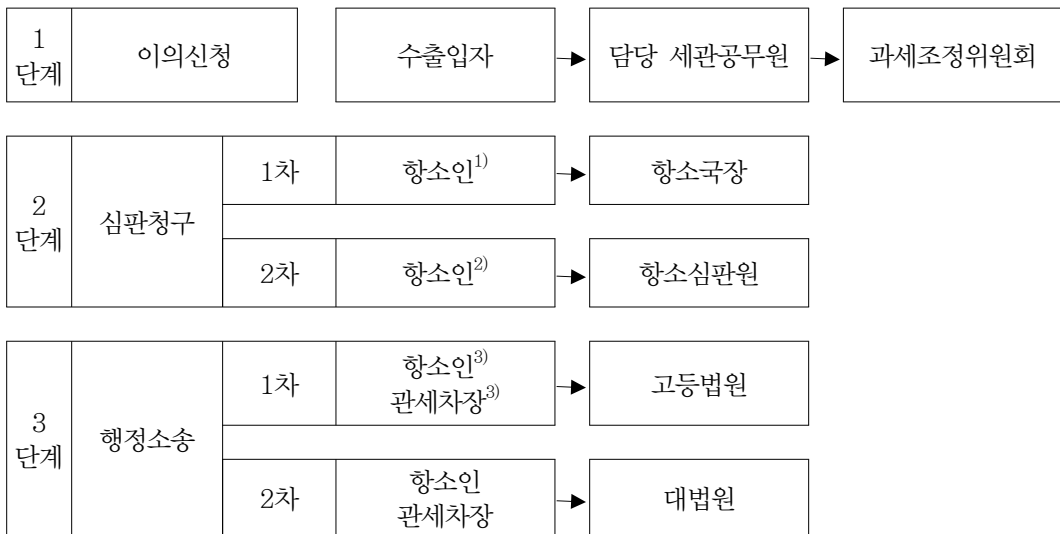 1
단계
이의신청
수출입자
담당 세관공무원
과세조정위원회
2
단계
심판청구
1차
항소인1)
항소국장
2차
항소인2)
항소심판원
3
단계
행정소송
1차
항소인3)
관세차장3)
고등법원
2차
항소인
관세차장
대법원